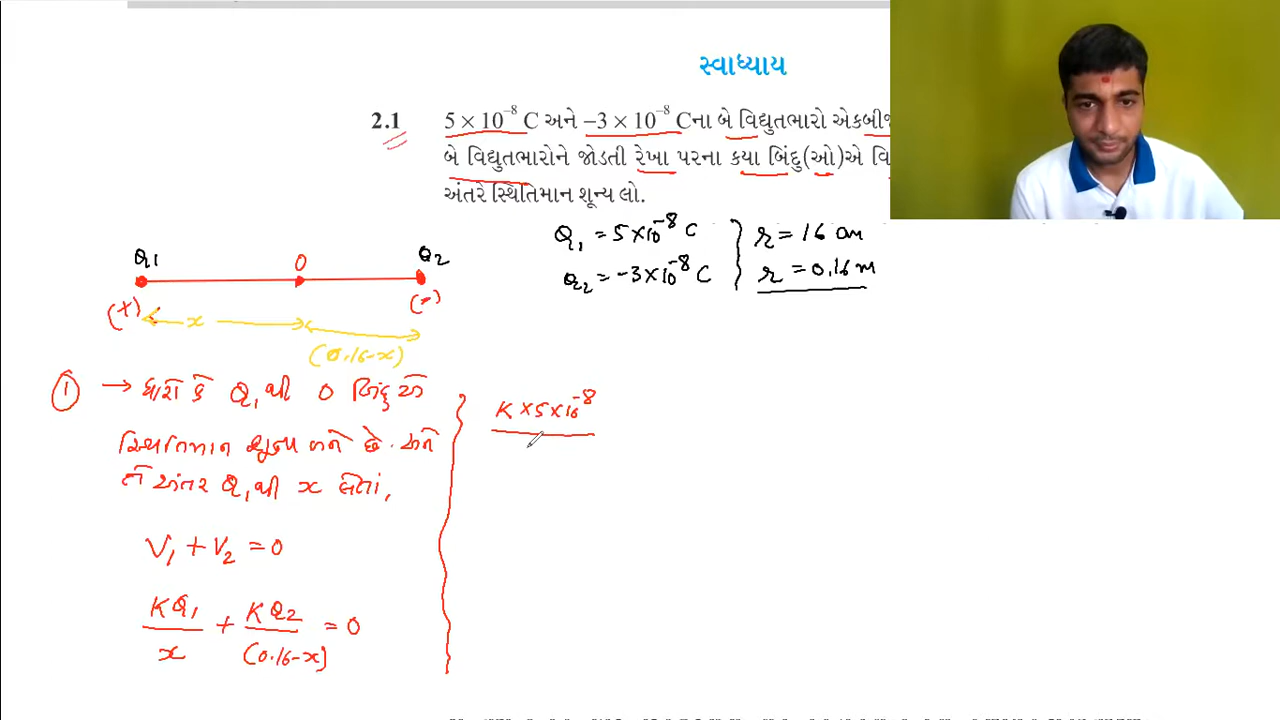 સ્વાધ્યાય
2.1 5 × 10⁻⁸ C અને −3 × 10⁻⁸ Cના બે વિદ્યુતભારો એકબીજ
બે વિદ્યુતભારોને જોડતી રેખા પરના કયા બિંદુ(ઓ)એ વિ
અંતરે સ્થિતિમાન શૂન્ય લો.
Q₁ = 5×10⁻⁸ C
Q₂ = -3×10⁻⁸ C
r = 16 cm
r = 0.16 m
Q₁ O Q₂
(+) (-)
x
(0.16-x)
① → ધારો કે Q₁ થી O બિંદુએ
સ્થિતિમાન શૂન્ય બને છે. અને
તે અંતર Q₁ થી x લેતાં,
V₁ + V₂ = 0
KQ₁/x + KQ₂/(0.16-x) = 0
K×5×10⁻⁸